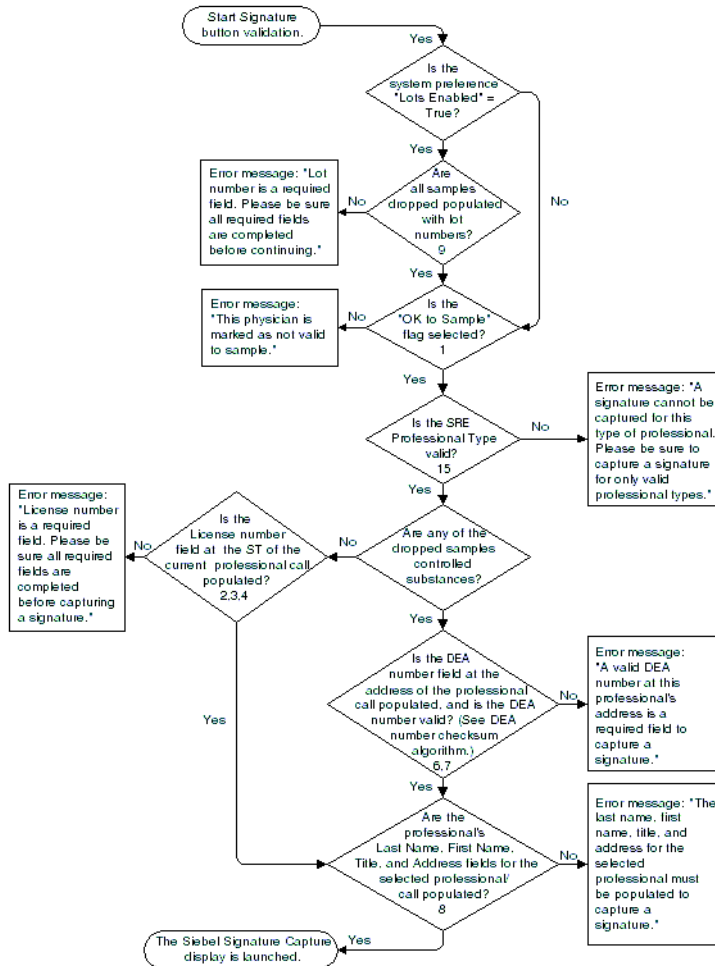 Start Signature
button validation.
Yes
Yes
Is the
system preference
"Lots Enabled" =
True?
Yes
Error message: "Lot
number is a required
field. Please be sure
all required fields
are completed
before continuing."
No
Are
all samples
dropped populated
with lot
numbers?
9
No
Yes
Error message:
"This physician is
marked as not valid
to sample."
No
Is the
"OK to Sample"
flag selected?
1
Yes
Is the SRE
Professional Type
valid?
15
No
Error message: "A
signature cannot be
captured for this
type of professional.
Please be sure to
capture a signature
for only valid
professional types."
Yes
Error message:
"License number
is a required
field. Please be
sure all required
fields are
completed
before capturing
a signature."
No
Is the
License number
field at the ST of the
current professional call
populated?
2,3,4
No
Are any of the
dropped samples
controlled
substances?
Yes
Yes
Is the DEA
number field at the
address of the professional
call populated, and is the DEA
number valid? (See DEA
number checksum
algorithm.)
6,7
No
Error message:
"A valid DEA
number at this
professional's
address is a
required field to
capture a
signature."
Yes
Are the
professional's
Last Name, First Name,
Title, and Address fields for the
selected professional/
call populated?
8
No
Error message: "The
last name, first
name, title, and
address for the
selected
professional must
be populated to
capture a
signature."
Yes
The Siebel Signature Capture
display is launched.